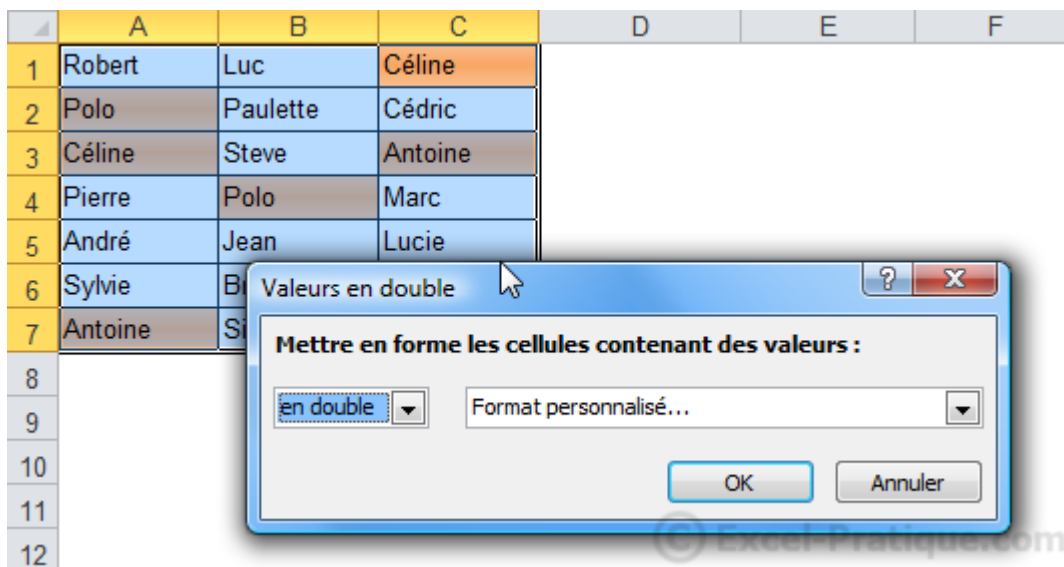 A B C D E F
1 Robert Luc Céline
2 Polo Paulette Cédric
3 Céline Steve Antoine
4 Pierre Polo Marc
5 André Jean Lucie
6 Sylvie
7 Antoine
8
9
10
11
12
Valeurs en double ?
Mettre en forme les cellules contenant des valeurs :
en double Format personnalisé...
OK Annuler
© Excel-Pratique.com